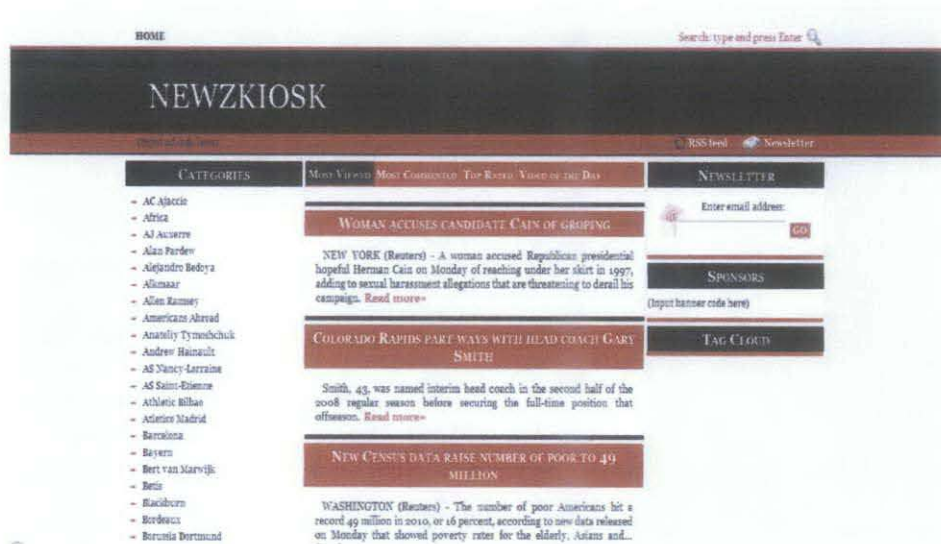 HOME
Search: type and press Enter
NEWZKIOSK
RSS feed Newsletter
CATEGORIES
AC Ajaccio
Africa
AJ Auxerre
Alan Pardew
Alejandro Bedoya
Alkmaar
Allen Ramsey
Americans Abroad
Anatoliy Tymoshchuk
Andrew Hainault
AS Nancy-Lorraine
AS Saint-Etienne
Athletic Bilbao
Atletico Madrid
Barcelona
Bayern
Bert van Marwijk
Betis
Blackburn
Bordeaux
Borussia Dortmund
MOST VIEWED MOST COMMENTED TOP RATED VIDEO OF THE DAY
WOMAN ACCUSES CANDIDATE CAIN OF GROPING
NEW YORK (Reuters) - A woman accused Republican presidential
hopeful Herman Cain on Monday of reaching under her skirt in 1997,
adding to sexual harassment allegations that are threatening to derail his
campaign. Read more»
COLORADO RAPIDS PART WAYS WITH HEAD COACH GARY
SMITH
Smith, 43, was named interim head coach in the second half of the
2008 regular season before securing the full-time position that
offseason. Read more»
NEW CENSUS DATA RAISE NUMBER OF POOR TO 49
MILLION
WASHINGTON (Reuters) - The number of poor Americans hit a
record 49 million in 2010, or 16 percent, according to new data released
on Monday that showed poverty rates for the elderly, Asians and...
NEWSLETTER
Enter email address:
GO
SPONSORS
(Input banner code here)
TAG CLOUD